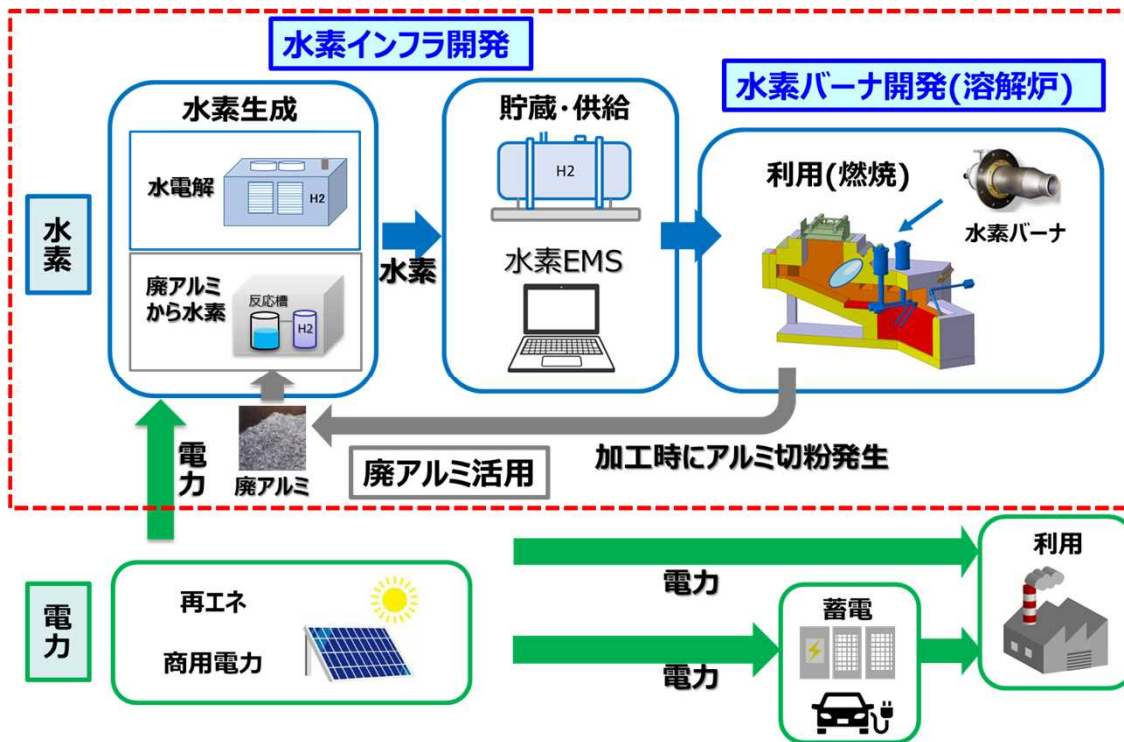 水素インフラ開発
水素バーナ開発(溶解炉)
水素
水素生成
水電解
H2
廃アルミ
から水素
反応槽
H2
水素
貯蔵・供給
H2
水素EMS
利用(燃焼)
水素バーナ
加工時にアルミ切粉発生
廃アルミ活用
廃アルミ
電力
電力
再エネ
商用電力
電力
電力
蓄電
利用